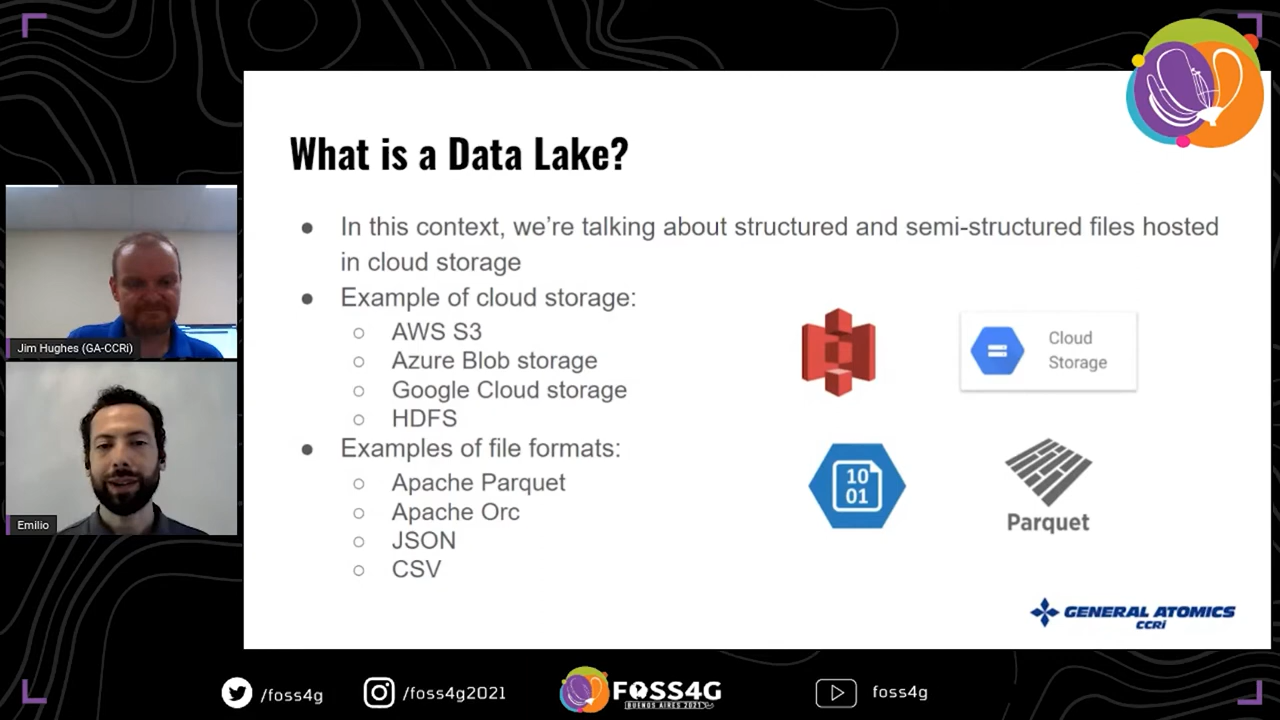 What is a Data Lake?
● In this context, we're talking about structured and semi-structured files hosted
in cloud storage
● Example of cloud storage:
○ AWS S3
○ Azure Blob storage
○ Google Cloud storage
○ HDFS
● Examples of file formats:
○ Apache Parquet
○ Apache Orc
○ JSON
○ CSV
Cloud
Storage
10
01
Parquet
GENERAL ATOMICS
CCRi
Jim Hughes (GA-CCRi)
Emilio
/foss4g
/foss4g2021
FOSS4G
BUENOS AIRES 2021
foss4g